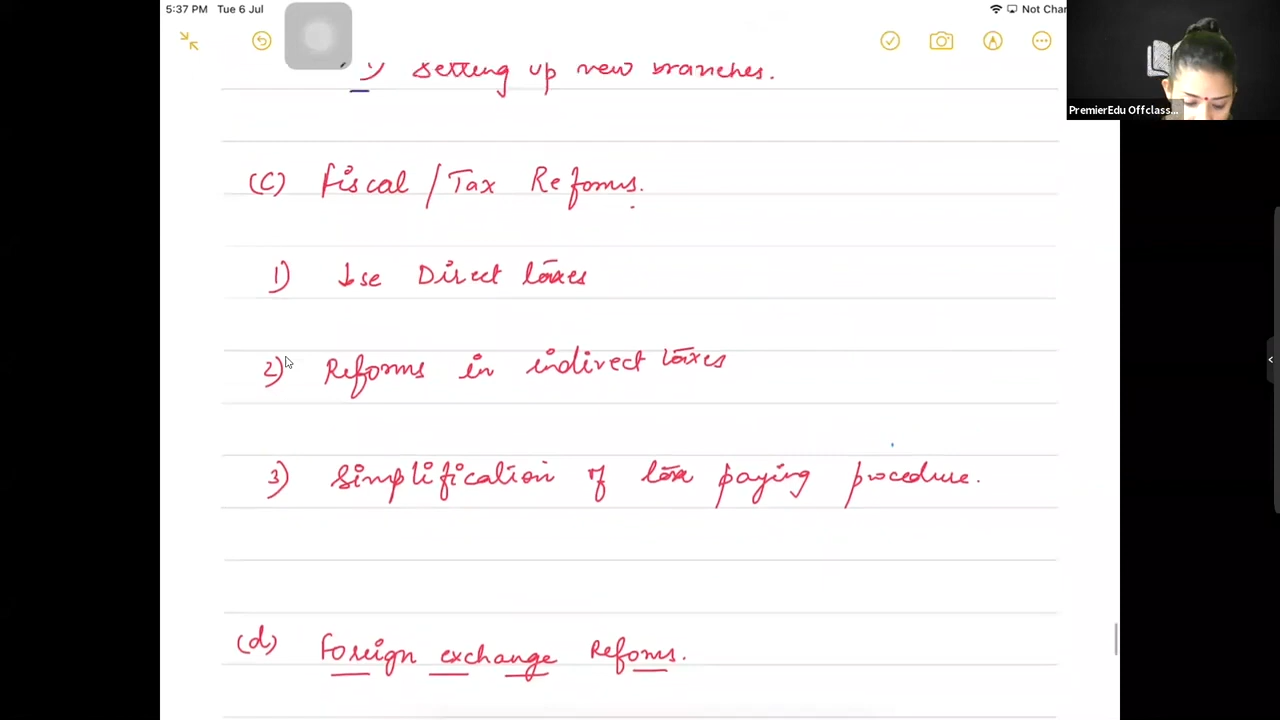 5:37 PM Tue 6 Jul
Not Char
PremierEdu Offclass...
setting up new branches.
(C) Fiscal / Tax Reforms.
1) ↓se Direct taxes
2) Reforms in indirect taxes
3) Simplification of tax paying procedure.
(d) Foreign exchange Reforms.